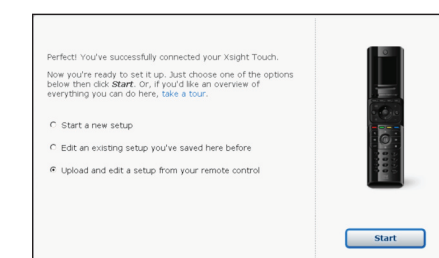 Perfect! You've successfully connected your Xsight Touch.
Now you're ready to set it up. Just choose one of the options
below then click Start. Or, if you'd like an overview of
everything you can do here, take a tour.
Start a new setup
Edit an existing setup you've saved here before
Upload and edit a setup from your remote control
Start